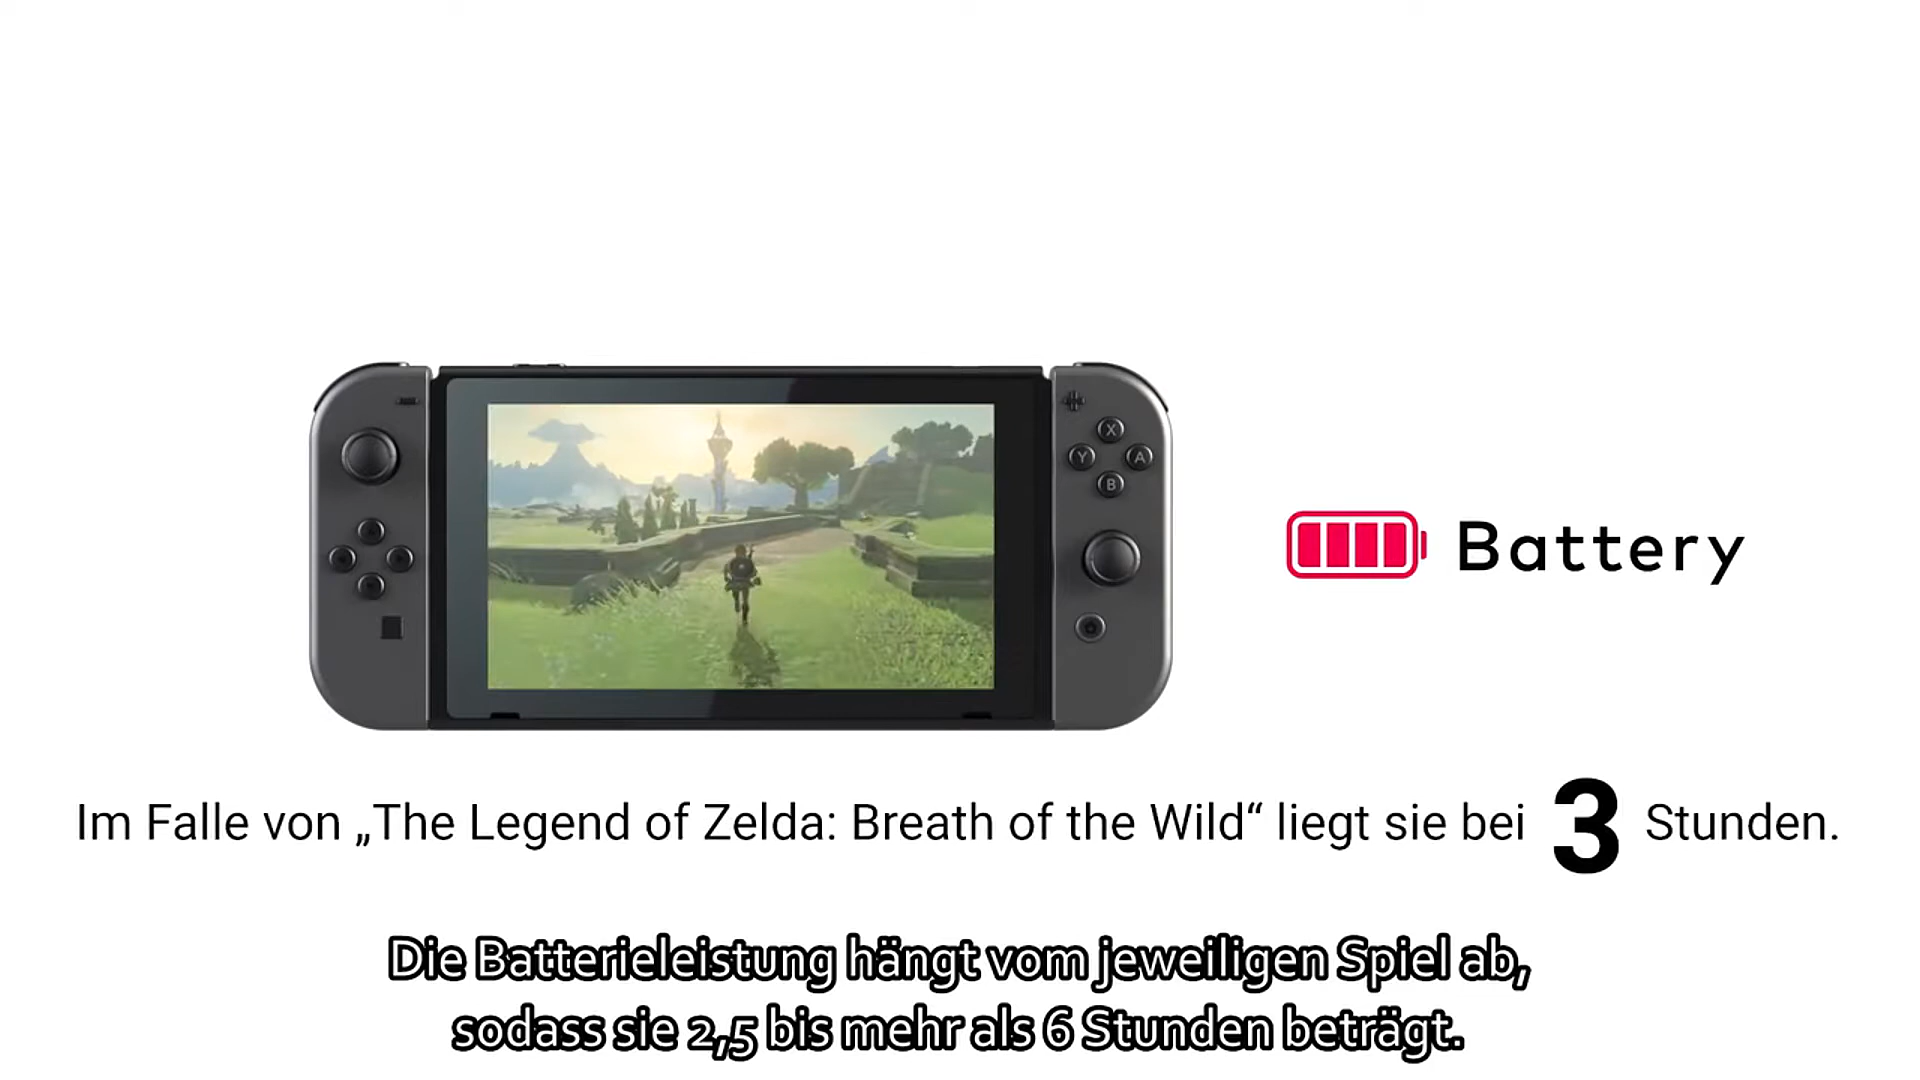 X
Y
A
B
Battery
Im Falle von „The Legend of Zelda: Breath of the Wild“ liegt sie bei 3 Stunden.
Die Batterieleistung hängt vom jeweiligen Spiel ab,
sodass sie 2,5 bis mehr als 6 Stunden beträgt.